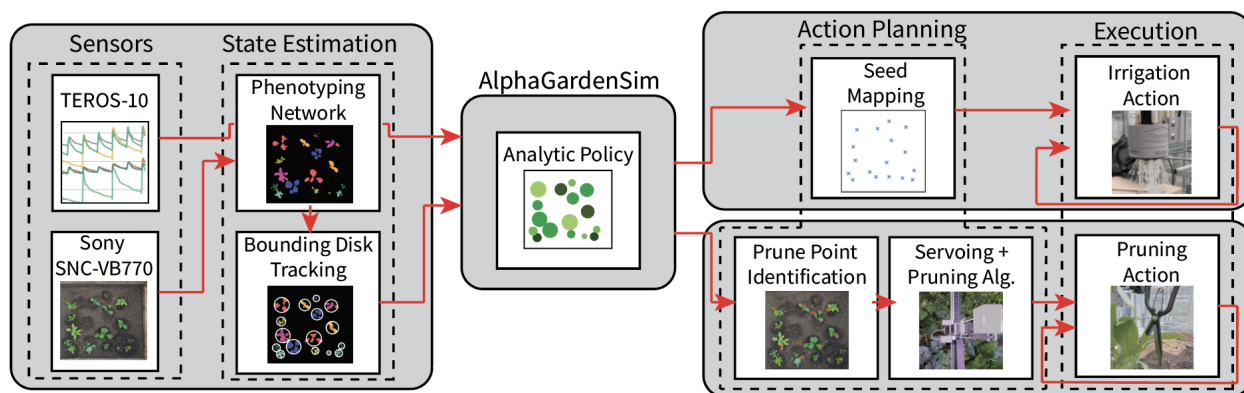 Sensors
State Estimation
TEROS-10
Sony
SNC-VB770
Phenotyping
Network
Bounding Disk
Tracking
AlphaGardenSim
Analytic Policy
Action Planning
Execution
Seed
Mapping
Irrigation
Action
Prune Point
Identification
Servoing +
Pruning Alg.
Pruning
Action